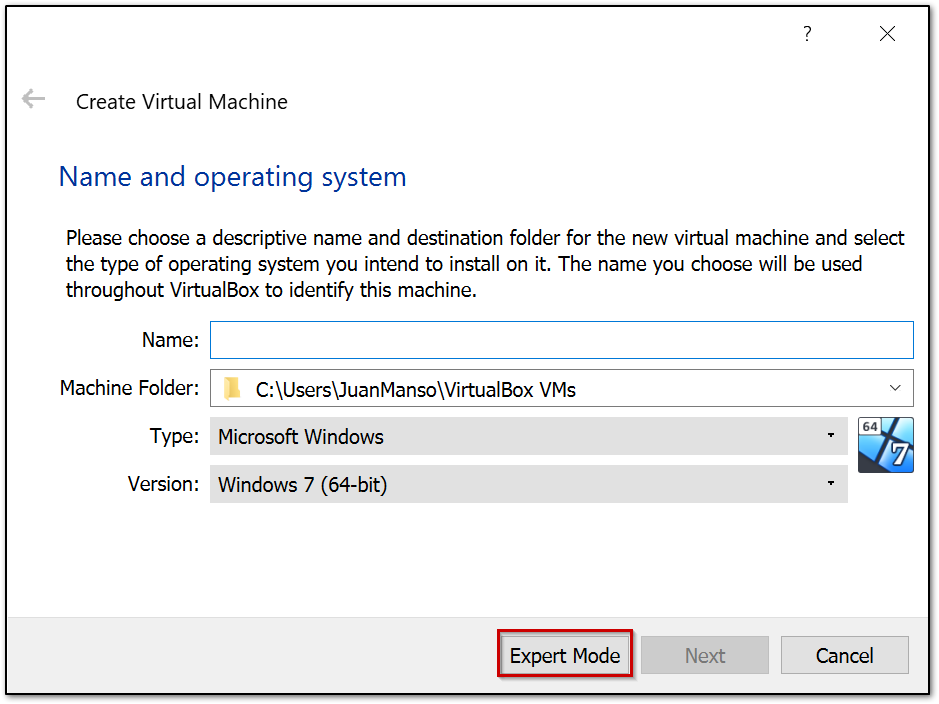 ?
Create Virtual Machine
Name and operating system
Please choose a descriptive name and destination folder for the new virtual machine and select
the type of operating system you intend to install on it. The name you choose will be used
throughout VirtualBox to identify this machine.
Name:
Machine Folder: C:\Users\JuanManso\VirtualBox VMs
Type: Microsoft Windows
64
7
Version: Windows 7 (64-bit)
Expert Mode Next Cancel